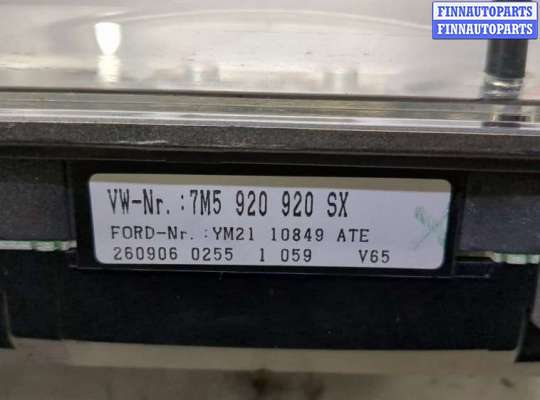 FINNAUTOPARTS
FINNAUTOPARTS
VW-Nr. :7M5 920 920 SX
FORD-Nr. :YM21 10849 ATE
260906 0255 1 059 V65